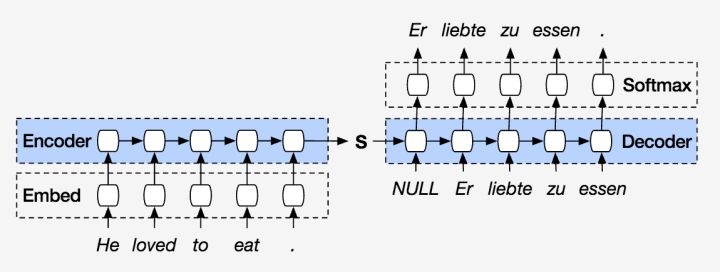 Er liebte zu essen .
Softmax
Encoder
S
Decoder
Embed
NULL Er liebte zu essen
He loved to eat .